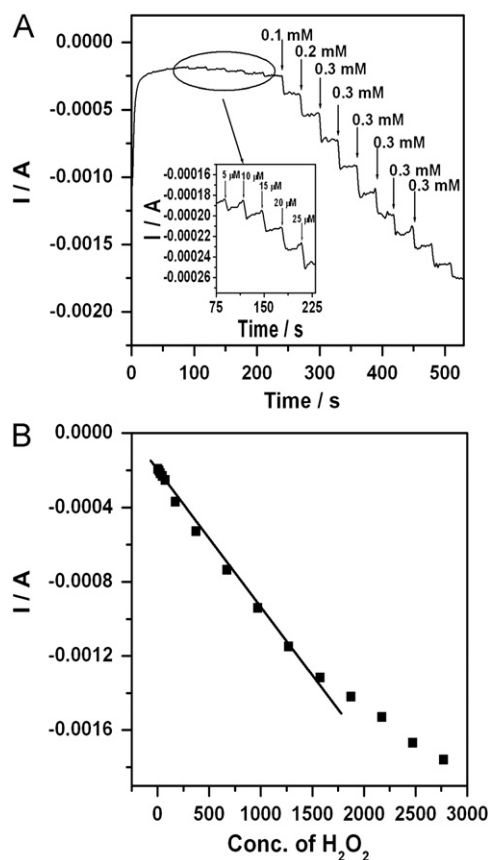 A
I / A
0.0000
-0.0005
-0.0010
-0.0015
-0.0020
0.1 mM
0.2 mM
0.3 mM
0.3 mM
0.3 mM
0.3 mM
0.3 mM
0.3 mM
I / A
-0.00016
-0.00018
-0.00020
-0.00022
-0.00024
-0.00026
5 μM
10 μM
15 μM
20 μM
25 μM
75 150 225
Time / s
0 100 200 300 400 500
Time / s
B
I / A
0.0000
-0.0004
-0.0008
-0.0012
-0.0016
0 500 1000 1500 2000 2500 3000
Conc. of H₂O₂